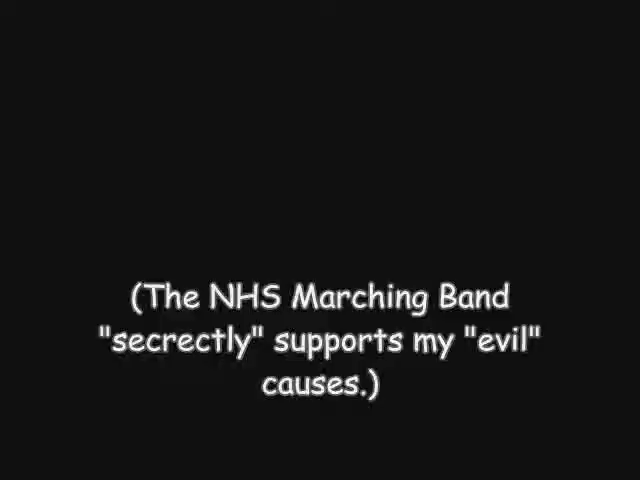 (The NHS Marching Band
"secrectly" supports my "evil"
causes.)